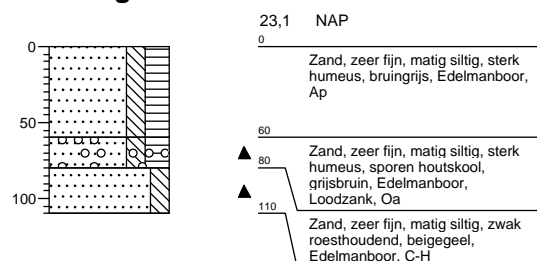 23,1 NAP
0
0
Zand, zeer fijn, matig siltig, sterk
humeus, bruingrijs, Edelmanboor,
Ap
50
60
Zand, zeer fijn, matig siltig, sterk
humeus, sporen houtskool,
grijsbruin, Edelmanboor,
Loodzank, Oa
80
100
110
Zand, zeer fijn, matig siltig, zwak
roesthoudend, beigegeel,
Edelmanboor, C-H